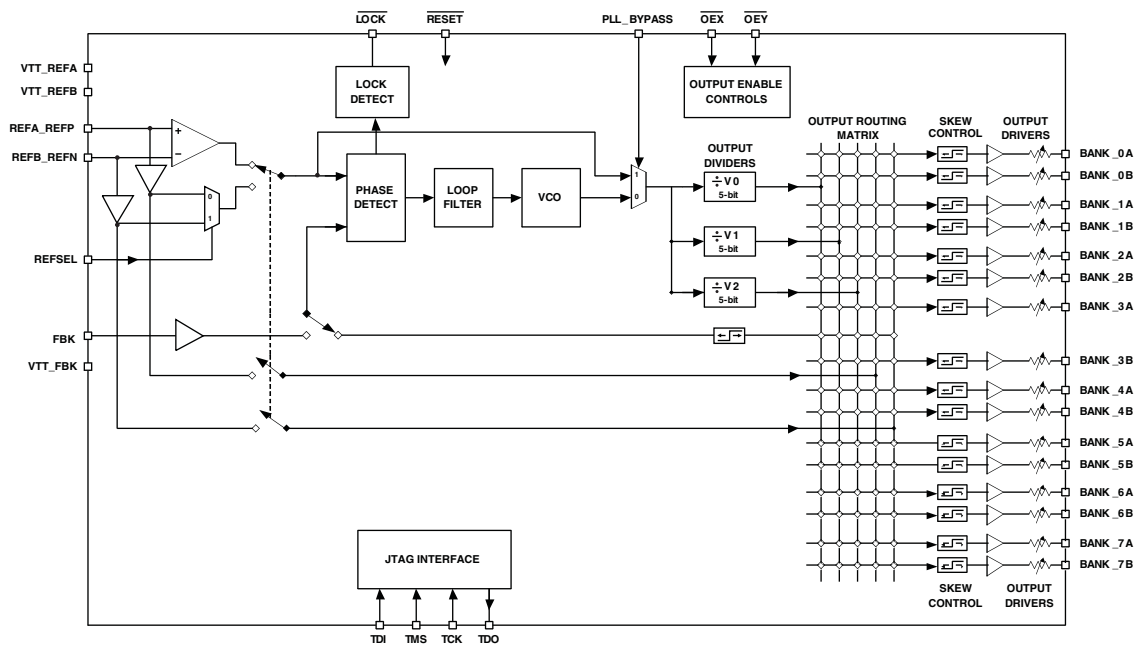 LOCK
RESET
PLL_BYPASS
OEX
OEY
VTT_REFA
VTT_REFB
REFA_REFP
REFB_REFN
REFSEL
FBK
VTT_FBK
LOCK
DETECT
OUTPUT ENABLE
CONTROLS
+
−
0
1
PHASE
DETECT
LOOP
FILTER
VCO
1
0
OUTPUT
DIVIDERS
÷ V0
5-bit
÷ V1
5-bit
÷ V2
5-bit
OUTPUT ROUTING
MATRIX
SKEW
CONTROL
OUTPUT
DRIVERS
BANK_0A
BANK_0B
BANK_1A
BANK_1B
BANK_2A
BANK_2B
BANK_3A
BANK_3B
BANK_4A
BANK_4B
BANK_5A
BANK_5B
BANK_6A
BANK_6B
BANK_7A
BANK_7B
SKEW
CONTROL
OUTPUT
DRIVERS
JTAG INTERFACE
TDI
TMS
TCK
TDO